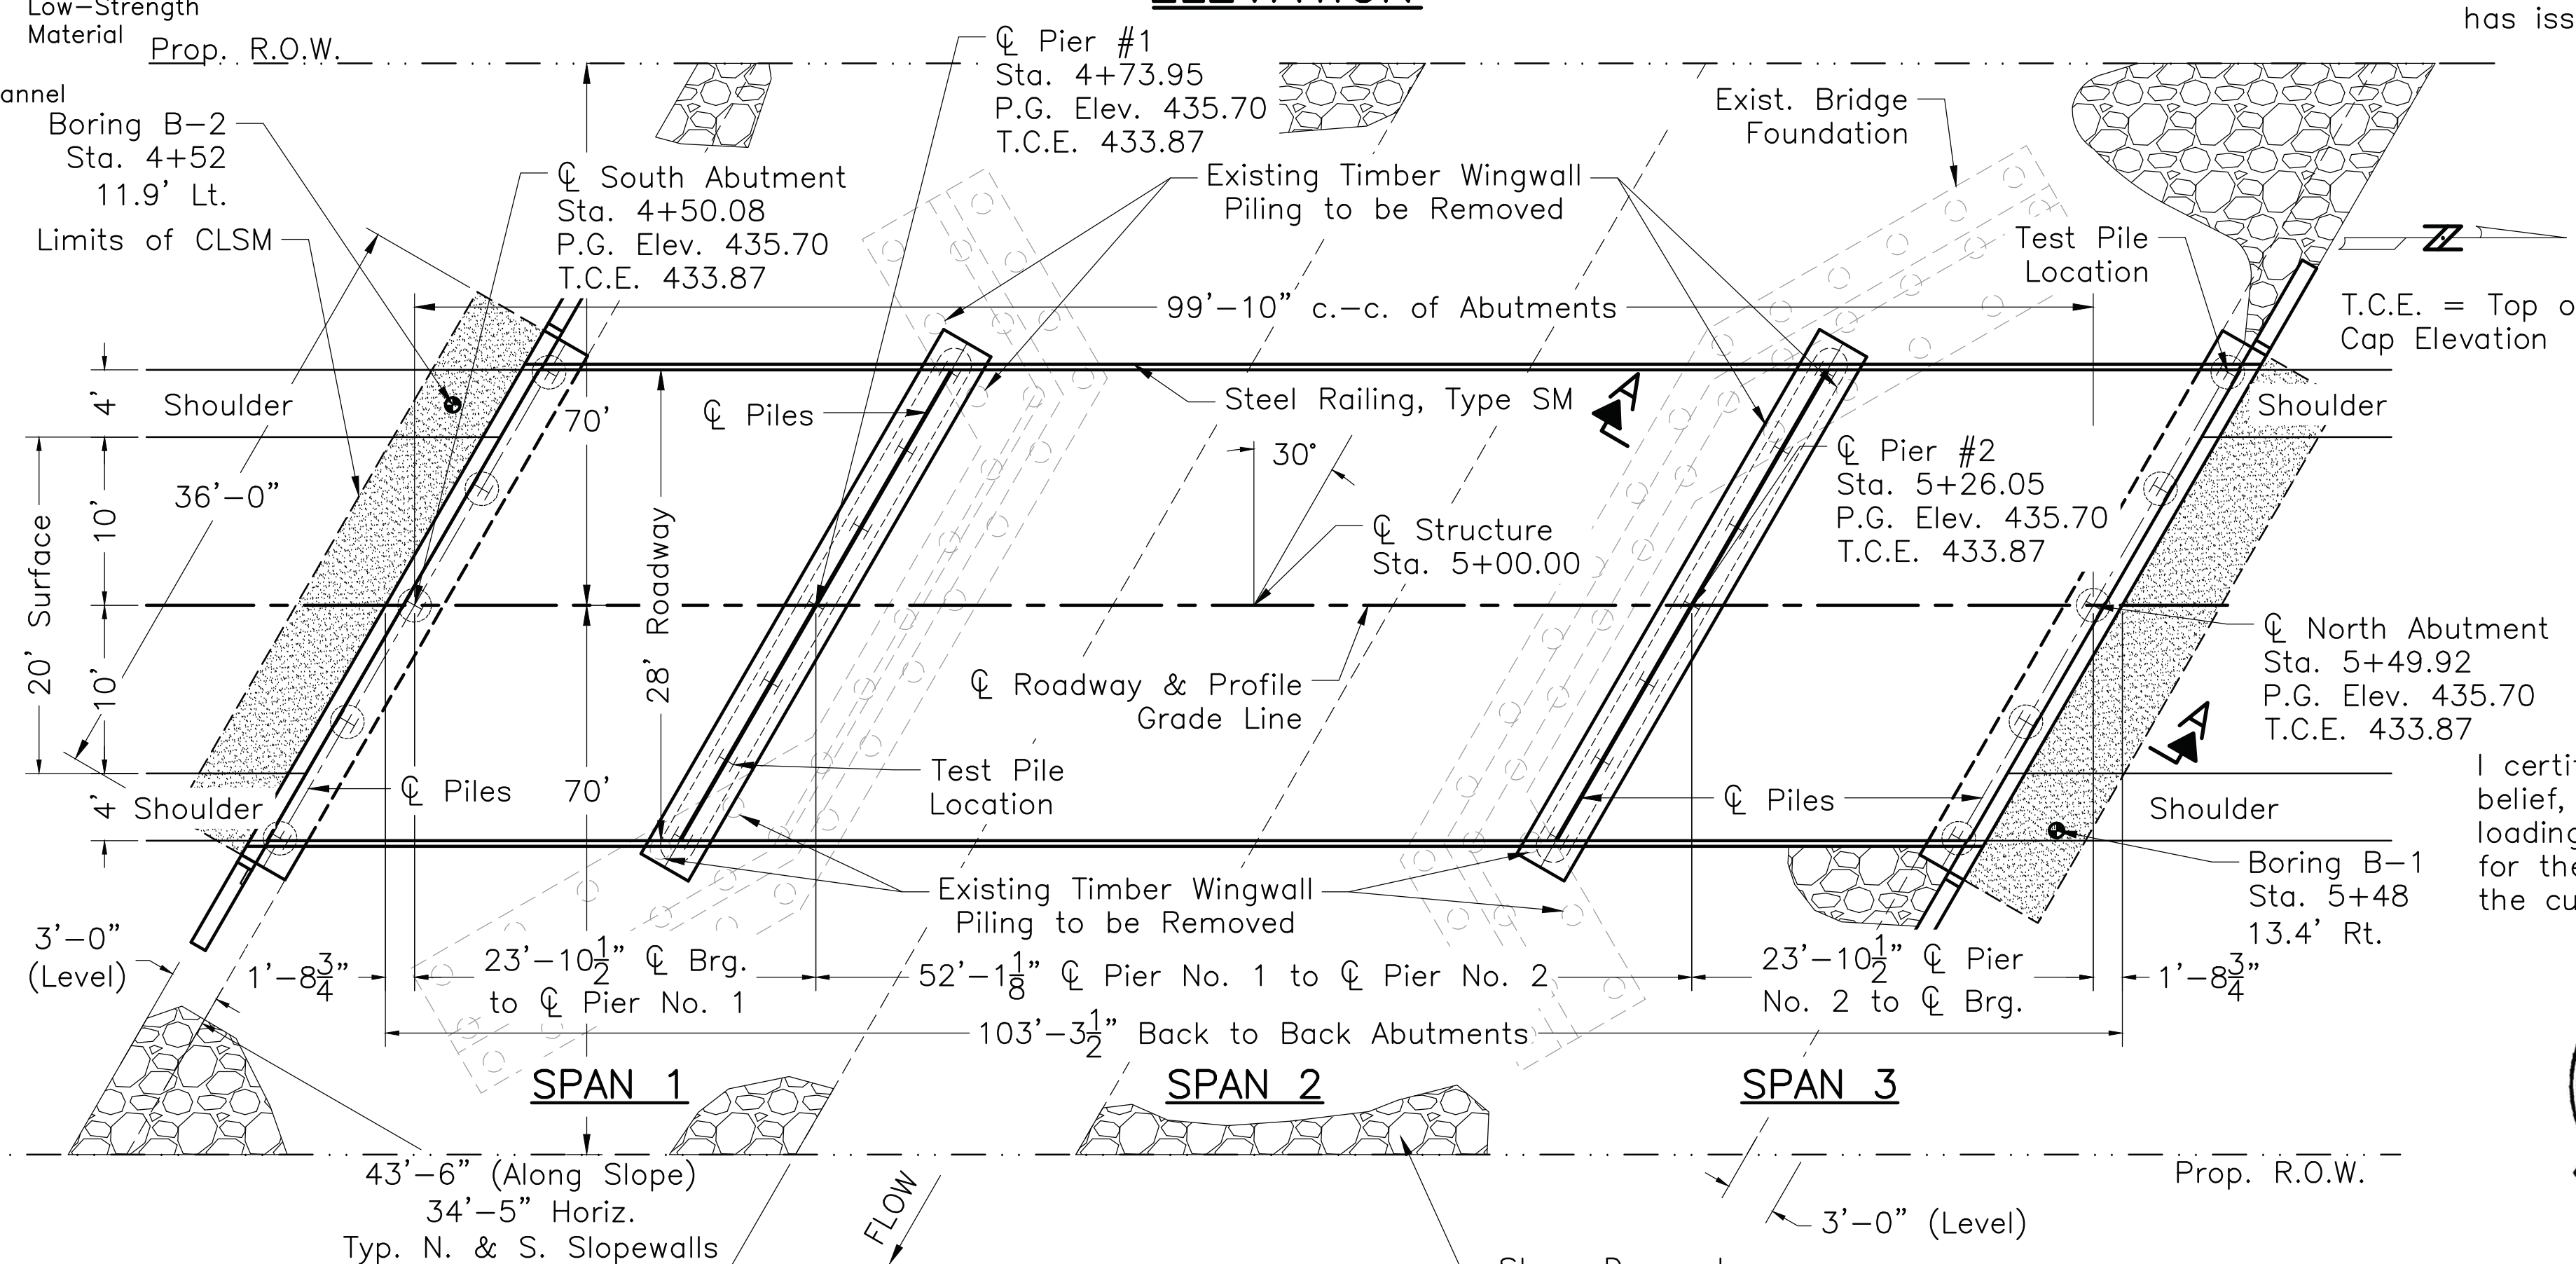 Low-Strength
Material
Prop. R.O.W.
annel
Boring B-2
Sta. 4+52
11.9' Lt.
Limits of CLSM
℄ South Abutment
Sta. 4+50.08
P.G. Elev. 435.70
T.C.E. 433.87
℄ Pier #1
Sta. 4+73.95
P.G. Elev. 435.70
T.C.E. 433.87
Existing Timber Wingwall
Piling to be Removed
Exist. Bridge
Foundation
has iss
Test Pile
Location
Z
T.C.E. = Top o
Cap Elevation
99'-10" c.-c. of Abutments
4'
Shoulder
70'
℄ Piles
Steel Railing, Type SM
A
Shoulder
36'-0"
30°
℄ Pier #2
Sta. 5+26.05
P.G. Elev. 435.70
T.C.E. 433.87
20' Surface
10'
10'
28' Roadway
℄ Structure
Sta. 5+00.00
℄ Roadway & Profile
Grade Line
℄ North Abutment
Sta. 5+49.92
P.G. Elev. 435.70
T.C.E. 433.87
A
4'
Shoulder
℄ Piles
70'
Test Pile
Location
℄ Piles
Shoulder
I certif
belief,
loading
for the
the cu
Boring B-1
Sta. 5+48
13.4' Rt.
Existing Timber Wingwall
Piling to be Removed
3'-0"
(Level)
1'-8 3/4"
23'-10 1/2" ℄ Brg.
to ℄ Pier No. 1
52'-1 1/8" ℄ Pier No. 1 to ℄ Pier No. 2
23'-10 1/2" ℄ Pier
No. 2 to ℄ Brg.
1'-8 3/4"
103'-3 1/2" Back to Back Abutments
SPAN 1
SPAN 2
SPAN 3
43'-6" (Along Slope)
34'-5" Horiz.
Typ. N. & S. Slopewalls
FLOW
Prop. R.O.W.
3'-0" (Level)